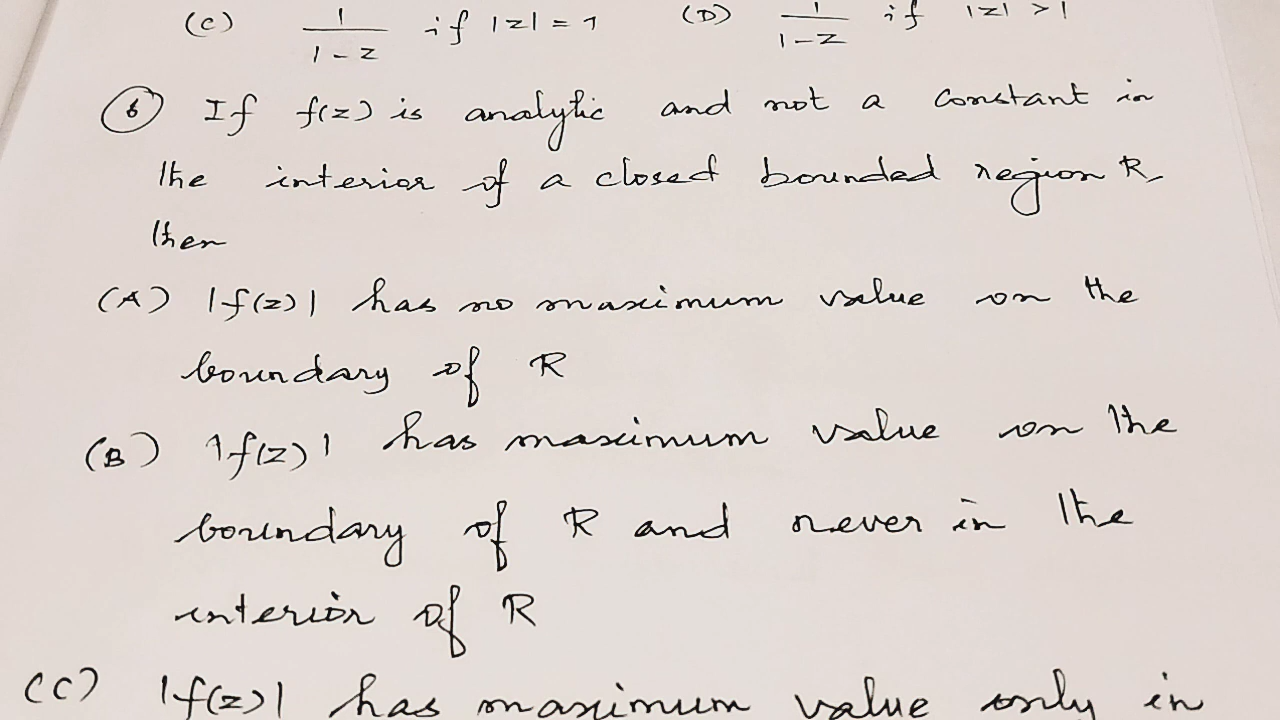 (C) 1/1-z if |z| = 1 (D) 1/1-z if |z| > 1
(6) If f(z) is analytic and not a constant in
the interior of a closed bounded region R,
then
(A) |f(z)| has no maximum value on the
boundary of R
(B) |f(z)| has maximum value on the
boundary of R and never in the
interior of R
(C) |f(z)| has maximum value only in